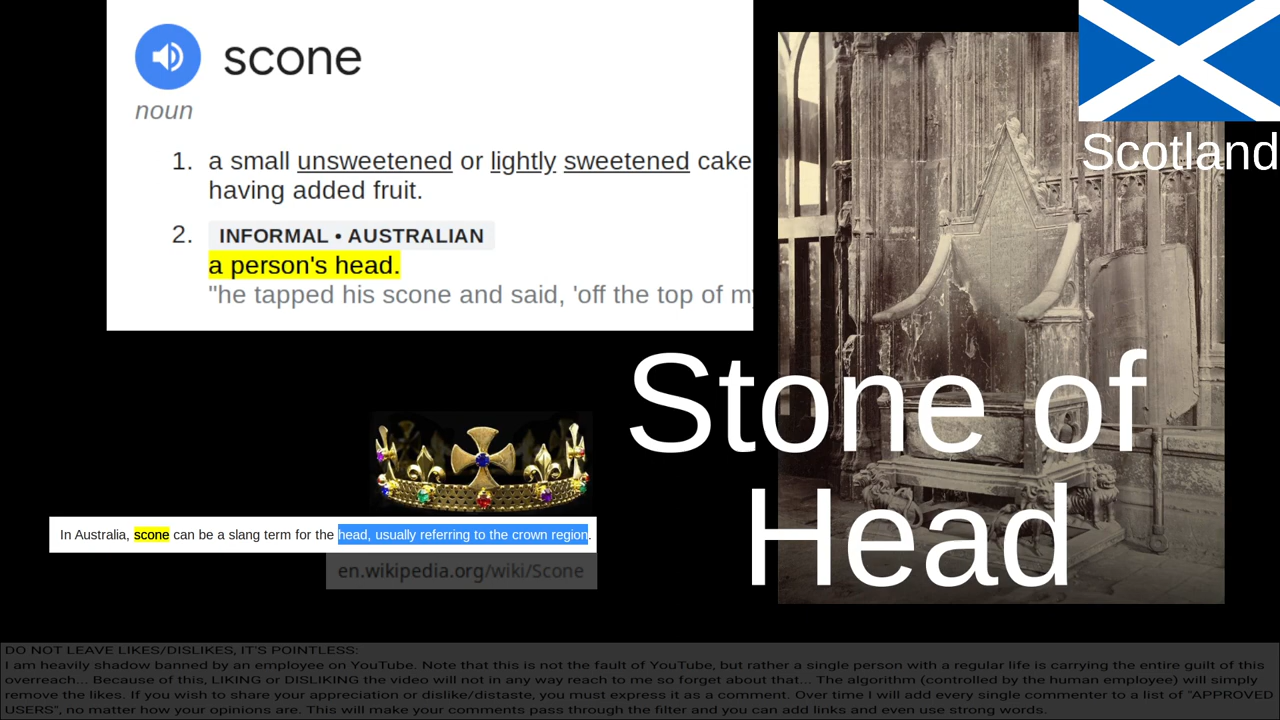 scone
noun
1. a small unsweetened or lightly sweetened cake
having added fruit.
2. INFORMAL • AUSTRALIAN
a person's head.
"he tapped his scone and said, 'off the top of my
Scotland
Stone of
Head
In Australia, scone can be a slang term for the head, usually referring to the crown region.
en.wikipedia.org/wiki/Scone
DO NOT LEAVE LIKES/DISLIKES, IT'S POINTLESS:
I am heavily shadow banned by an employee on YouTube. Note that this is not the fault of YouTube, but rather a single person with a regular life is carrying the entire guilt of this
overreach... Because of this, LIKING or DISLIKING the video will not in any way reach to me so forget about that... The algorithm (controlled by the human employee) will simply
remove the likes. If you wish to share your appreciation or dislike/distaste, you must express it as a comment. Over time I will add every single commenter to a list of "APPROVED
USERS", no matter how your opinions are. This will make your comments pass through the filter and you can add links and even use strong words.